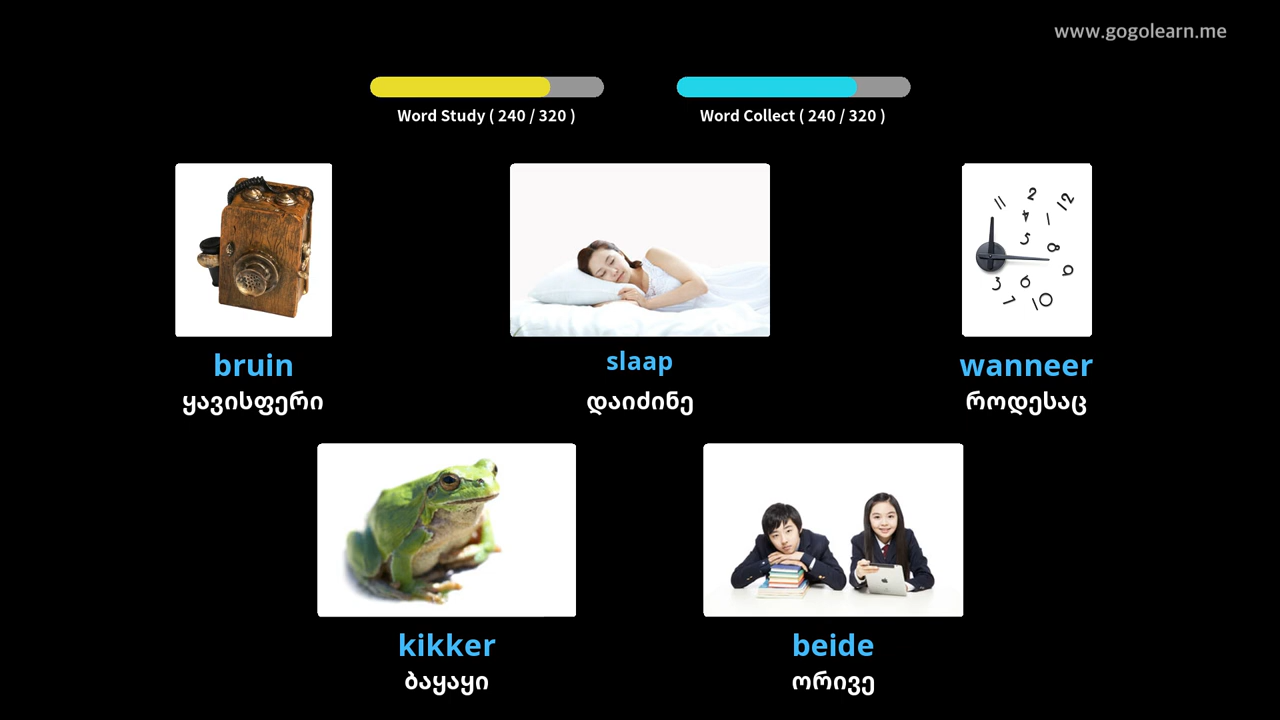 www.gogolearn.me
Word Study ( 240 / 320 )
Word Collect ( 240 / 320 )
bruin
ყავისფერი
slaap
დაიძინე
wanneer
როდესაც
kikker
ბაყაყი
beide
ორივე